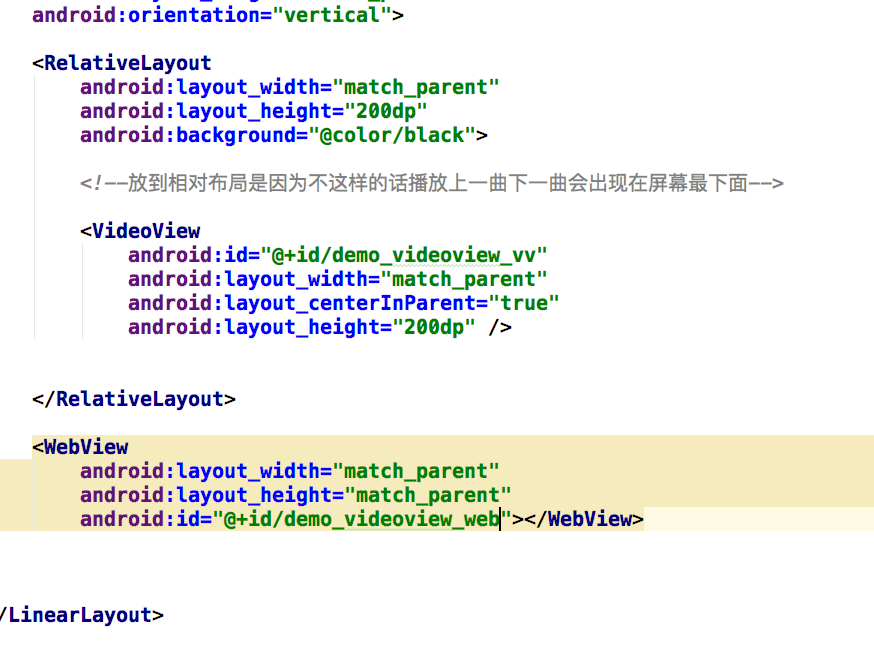 android:orientation="vertical">
<RelativeLayout
android:layout_width="match_parent"
android:layout_height="200dp"
android:background="@color/black">
<!--放到相对布局是因为不这样的话播放上一曲下一曲会出现在屏幕最下面-->
<VideoView
android:id="@+id/demo_videoview_vv"
android:layout_width="match_parent"
android:layout_centerInParent="true"
android:layout_height="200dp" />
</RelativeLayout>
<WebView
android:layout_width="match_parent"
android:layout_height="match_parent"
android:id="@+id/demo_videoview_web"></WebView>
/LinearLayout>